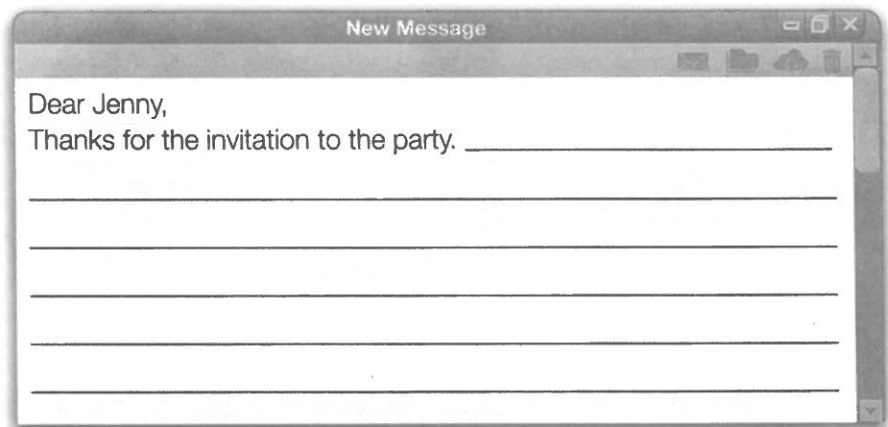 New Message
Dear Jenny,
Thanks for the invitation to the party.